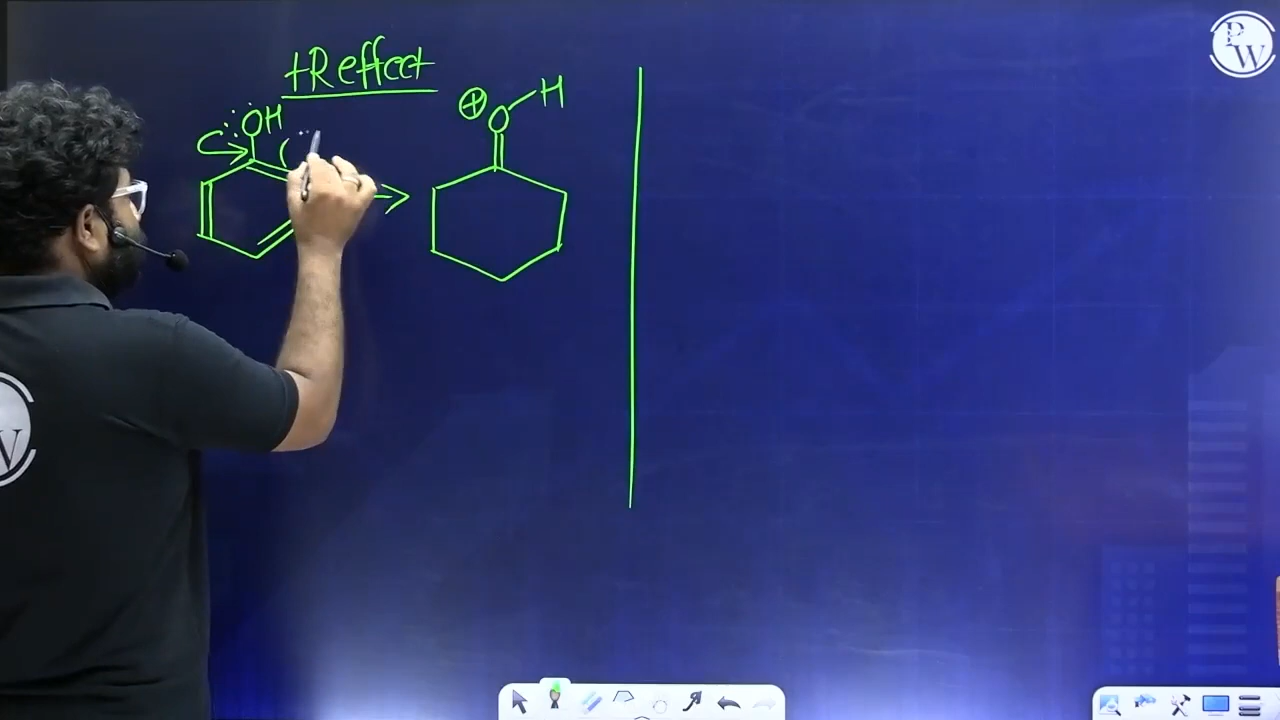 +R effect
OH
⊕ O H
P
W
W